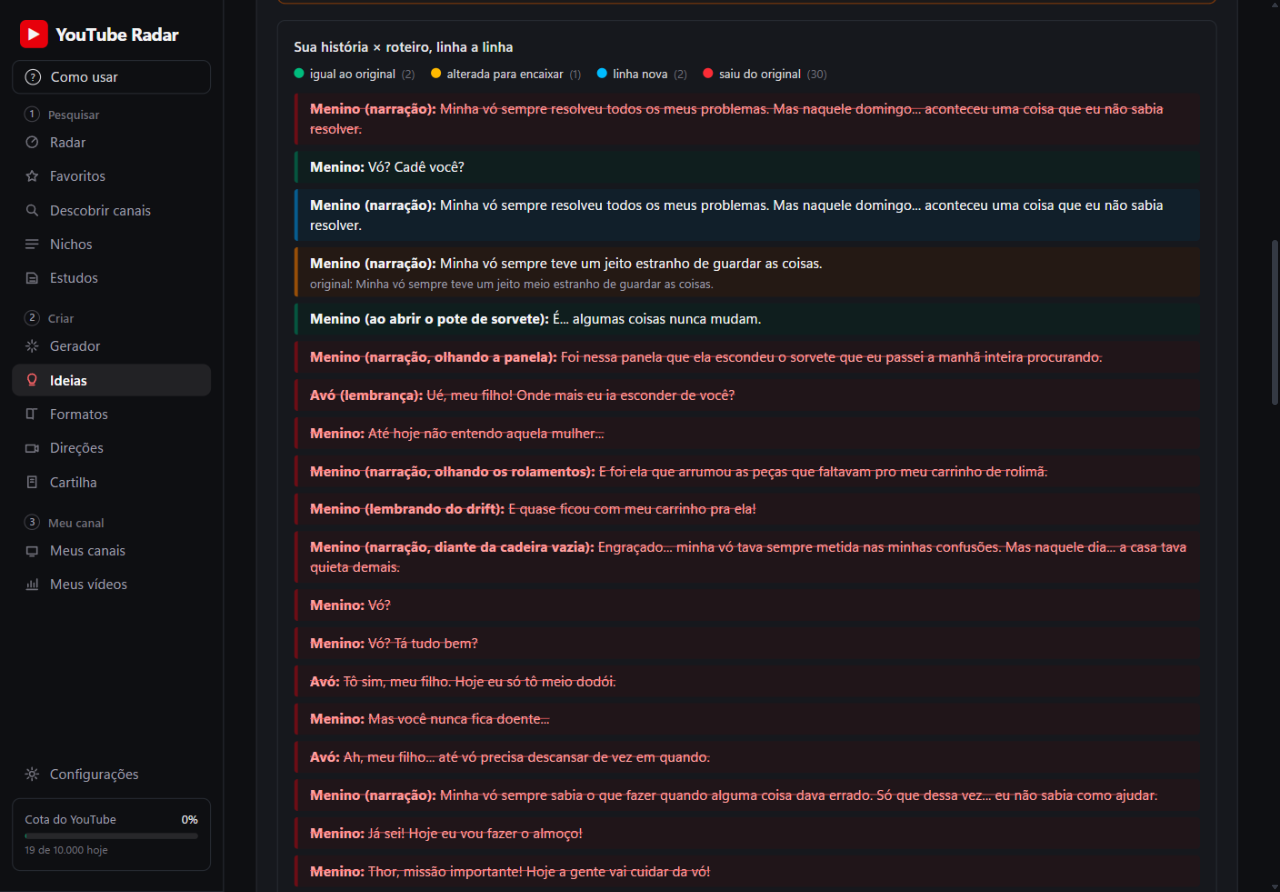 YouTube Radar
? Como usar
1 Pesquisar
Radar
Favoritos
Descobrir canais
Nichos
Estudos
2 Criar
Gerador
Ideias
Formatos
Direções
Cartilha
3 Meu canal
Meus canais
Meus vídeos
Configurações
Cota do YouTube 0%
19 de 10.000 hoje
Sua história × roteiro, linha a linha
igual ao original (2) alterada para encaixar (1) linha nova (2) saiu do original (30)
Menino (narração): Minha vó sempre resolveu todos os meus problemas. Mas naquele domingo... aconteceu uma coisa que eu não sabia
resolver.
Menino: Vó? Cadê você?
Menino (narração): Minha vó sempre resolveu todos os meus problemas. Mas naquele domingo... aconteceu uma coisa que eu não sabia
resolver.
Menino (narração): Minha vó sempre teve um jeito estranho de guardar as coisas.
original: Minha vó sempre teve um jeito meio estranho de guardar as coisas.
Menino (ao abrir o pote de sorvete): É... algumas coisas nunca mudam.
Menino (narração, olhando a panela): Foi nessa panela que ela escondeu o sorvete que eu passei a manhã inteira procurando.
Avó (lembrança): Ué, meu filho! Onde mais eu ia esconder de você?
Menino: Até hoje não entendo aquela mulher...
Menino (narração, olhando os rolamentos): E foi ela que arrumou as peças que faltavam pro meu carrinho de rolimã.
Menino (lembrando do drift): E quase ficou com meu carrinho pra ela!
Menino (narração, diante da cadeira vazia): Engraçado... minha vó tava sempre metida nas minhas confusões. Mas naquele dia... a casa tava
quieta demais.
Menino: Vó?
Menino: Vó? Tá tudo bem?
Avó: Tô sim, meu filho. Hoje eu só tô meio dodói.
Menino: Mas você nunca fica doente...
Avó: Ah, meu filho... até vó precisa descansar de vez em quando.
Menino (narração): Minha vó sempre sabia o que fazer quando alguma coisa dava errado. Só que dessa vez... eu não sabia como ajudar.
Menino: Já sei! Hoje eu vou fazer o almoço!
Menino: Thor, missão importante! Hoje a gente vai cuidar da vó!